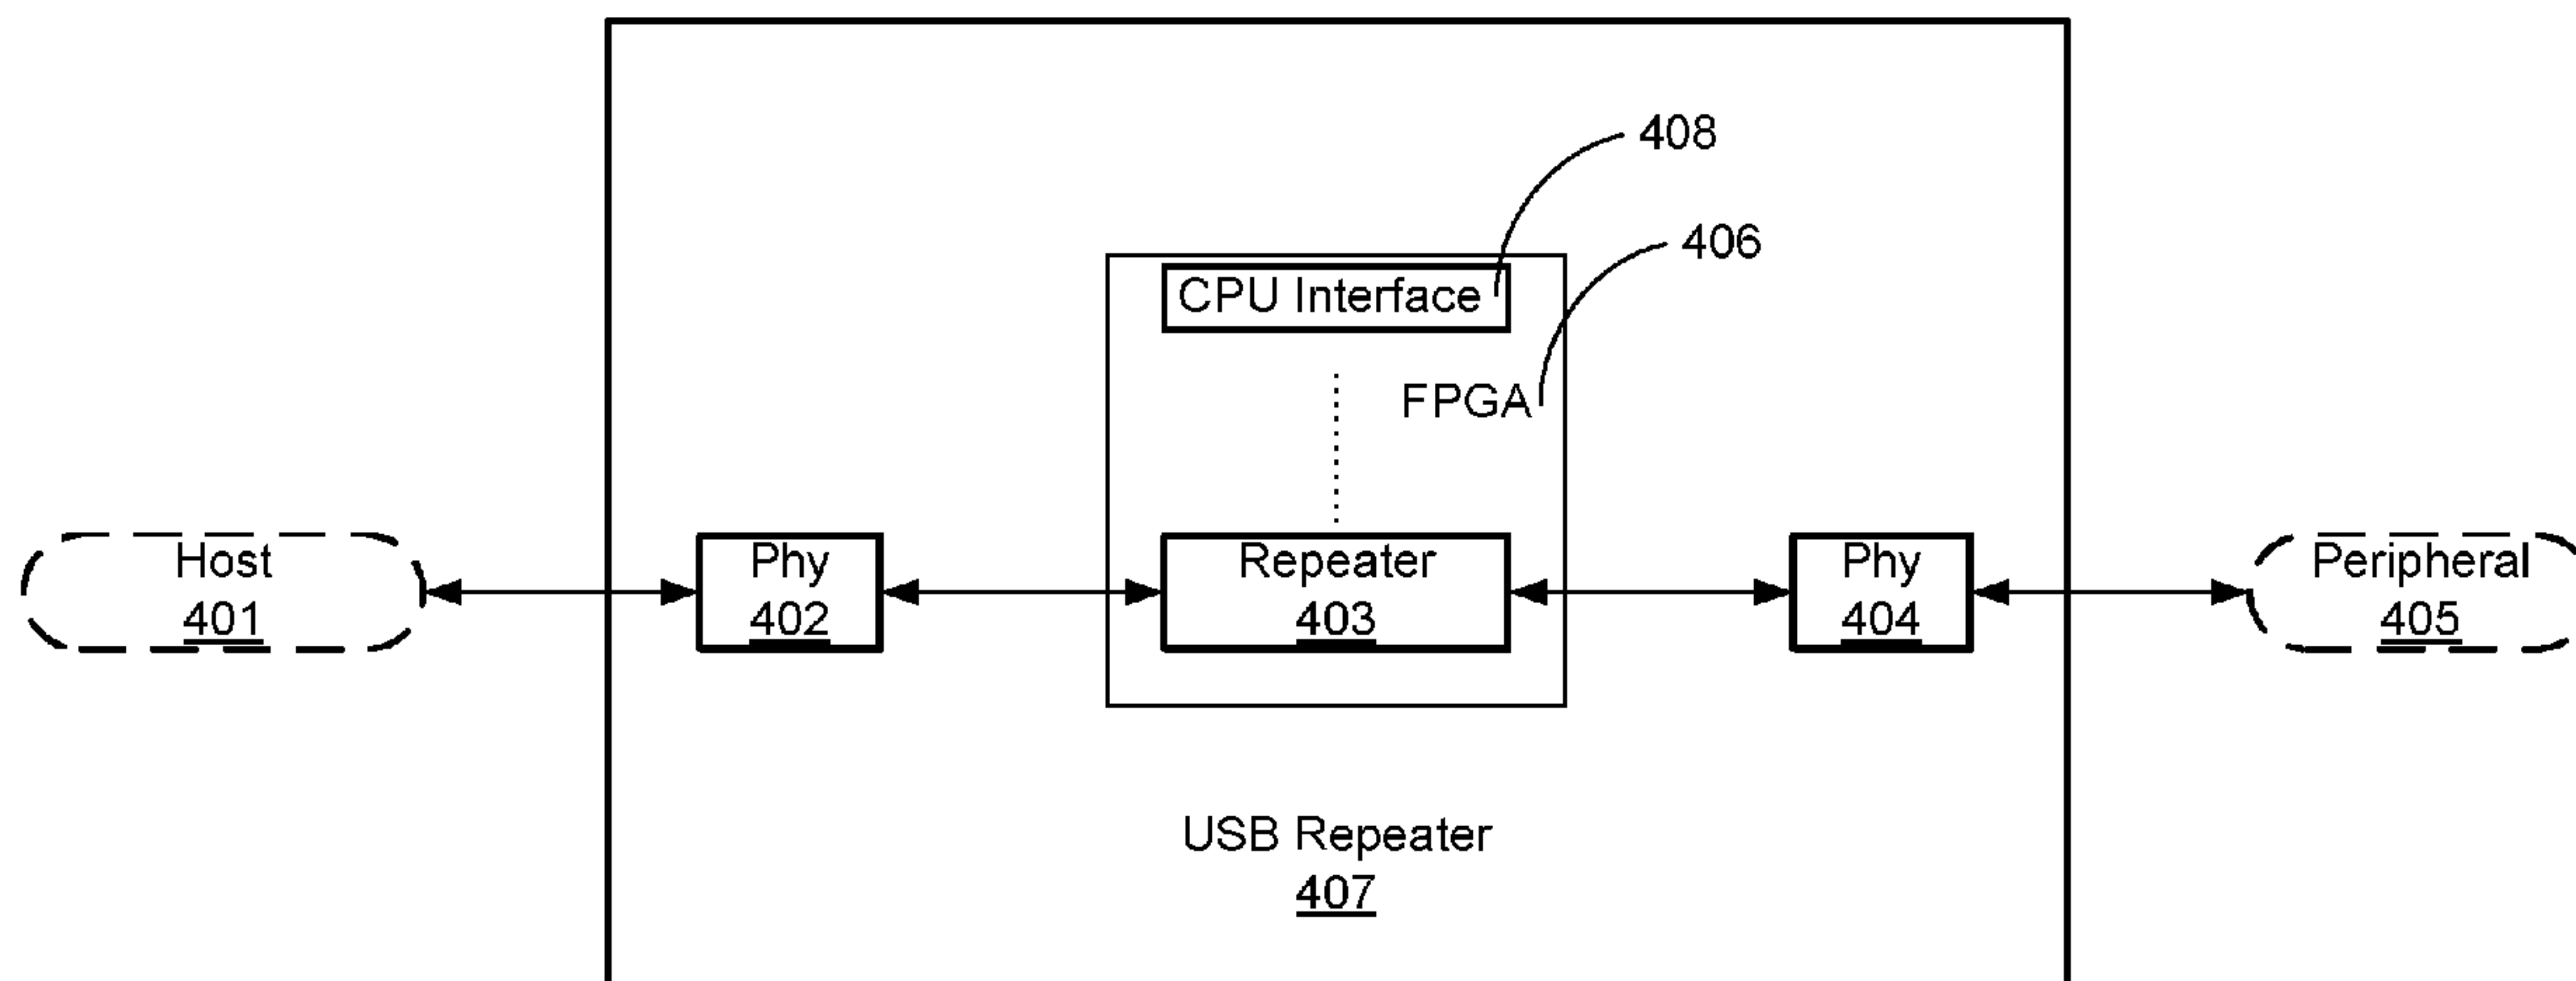 408
406
CPU Interface
FPGA
Host
401
Phy
402
Repeater
403
Phy
404
Peripheral
405
USB Repeater
407